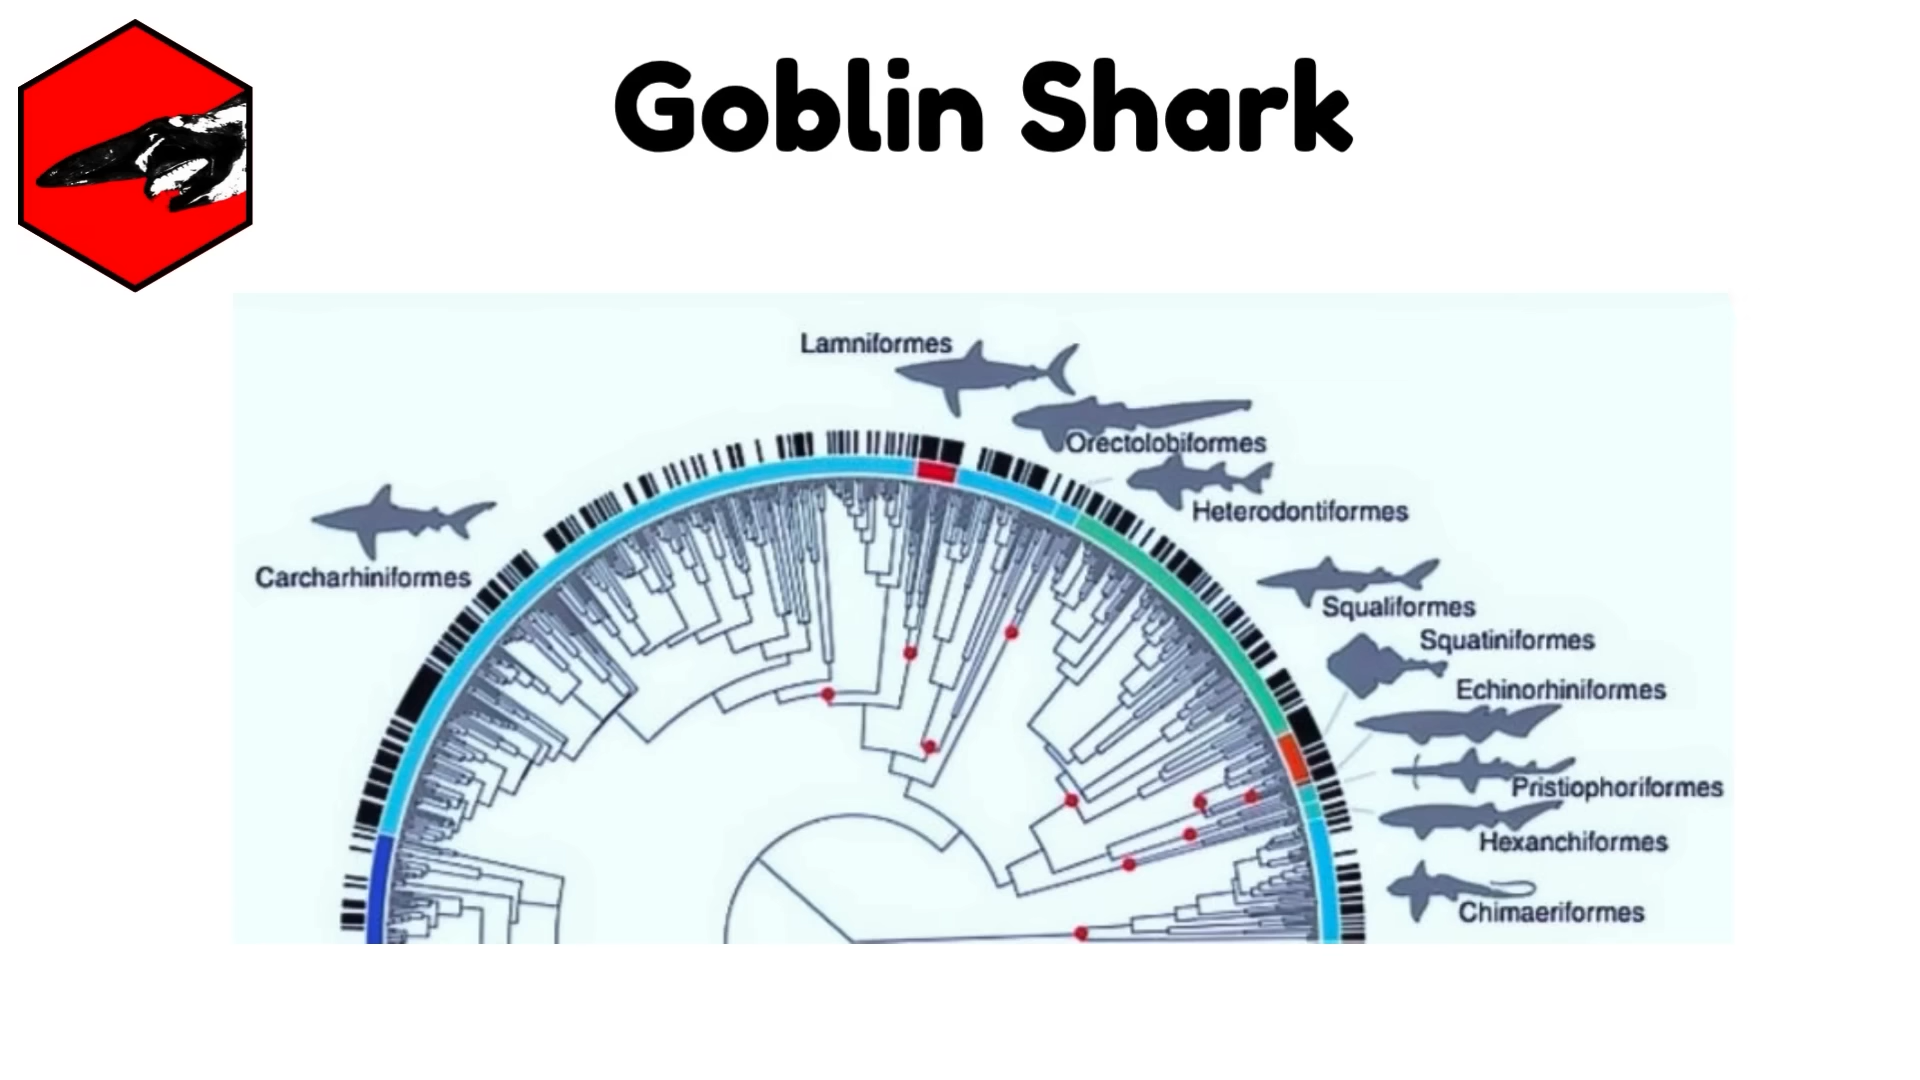 Goblin Shark
Lamniformes
Orectolobiformes
Heterodontiformes
Carcharhiniformes
Squaliformes
Squatiniformes
Echinorhiniformes
Pristiophoriformes
Hexanchiformes
Chimaeriformes